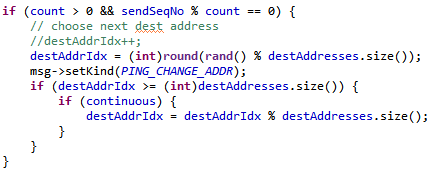 if (count > 0 && sendSeqNo % count == 0) {
    // choose next dest address
    //destAddrIdx++;
    destAddrIdx = (int)round(rand() % destAddresses.size());
    msg->setKind(PING_CHANGE_ADDR);
    if (destAddrIdx >= (int)destAddresses.size()) {
        if (continuous) {
            destAddrIdx = destAddrIdx % destAddresses.size();
        }
    }
}